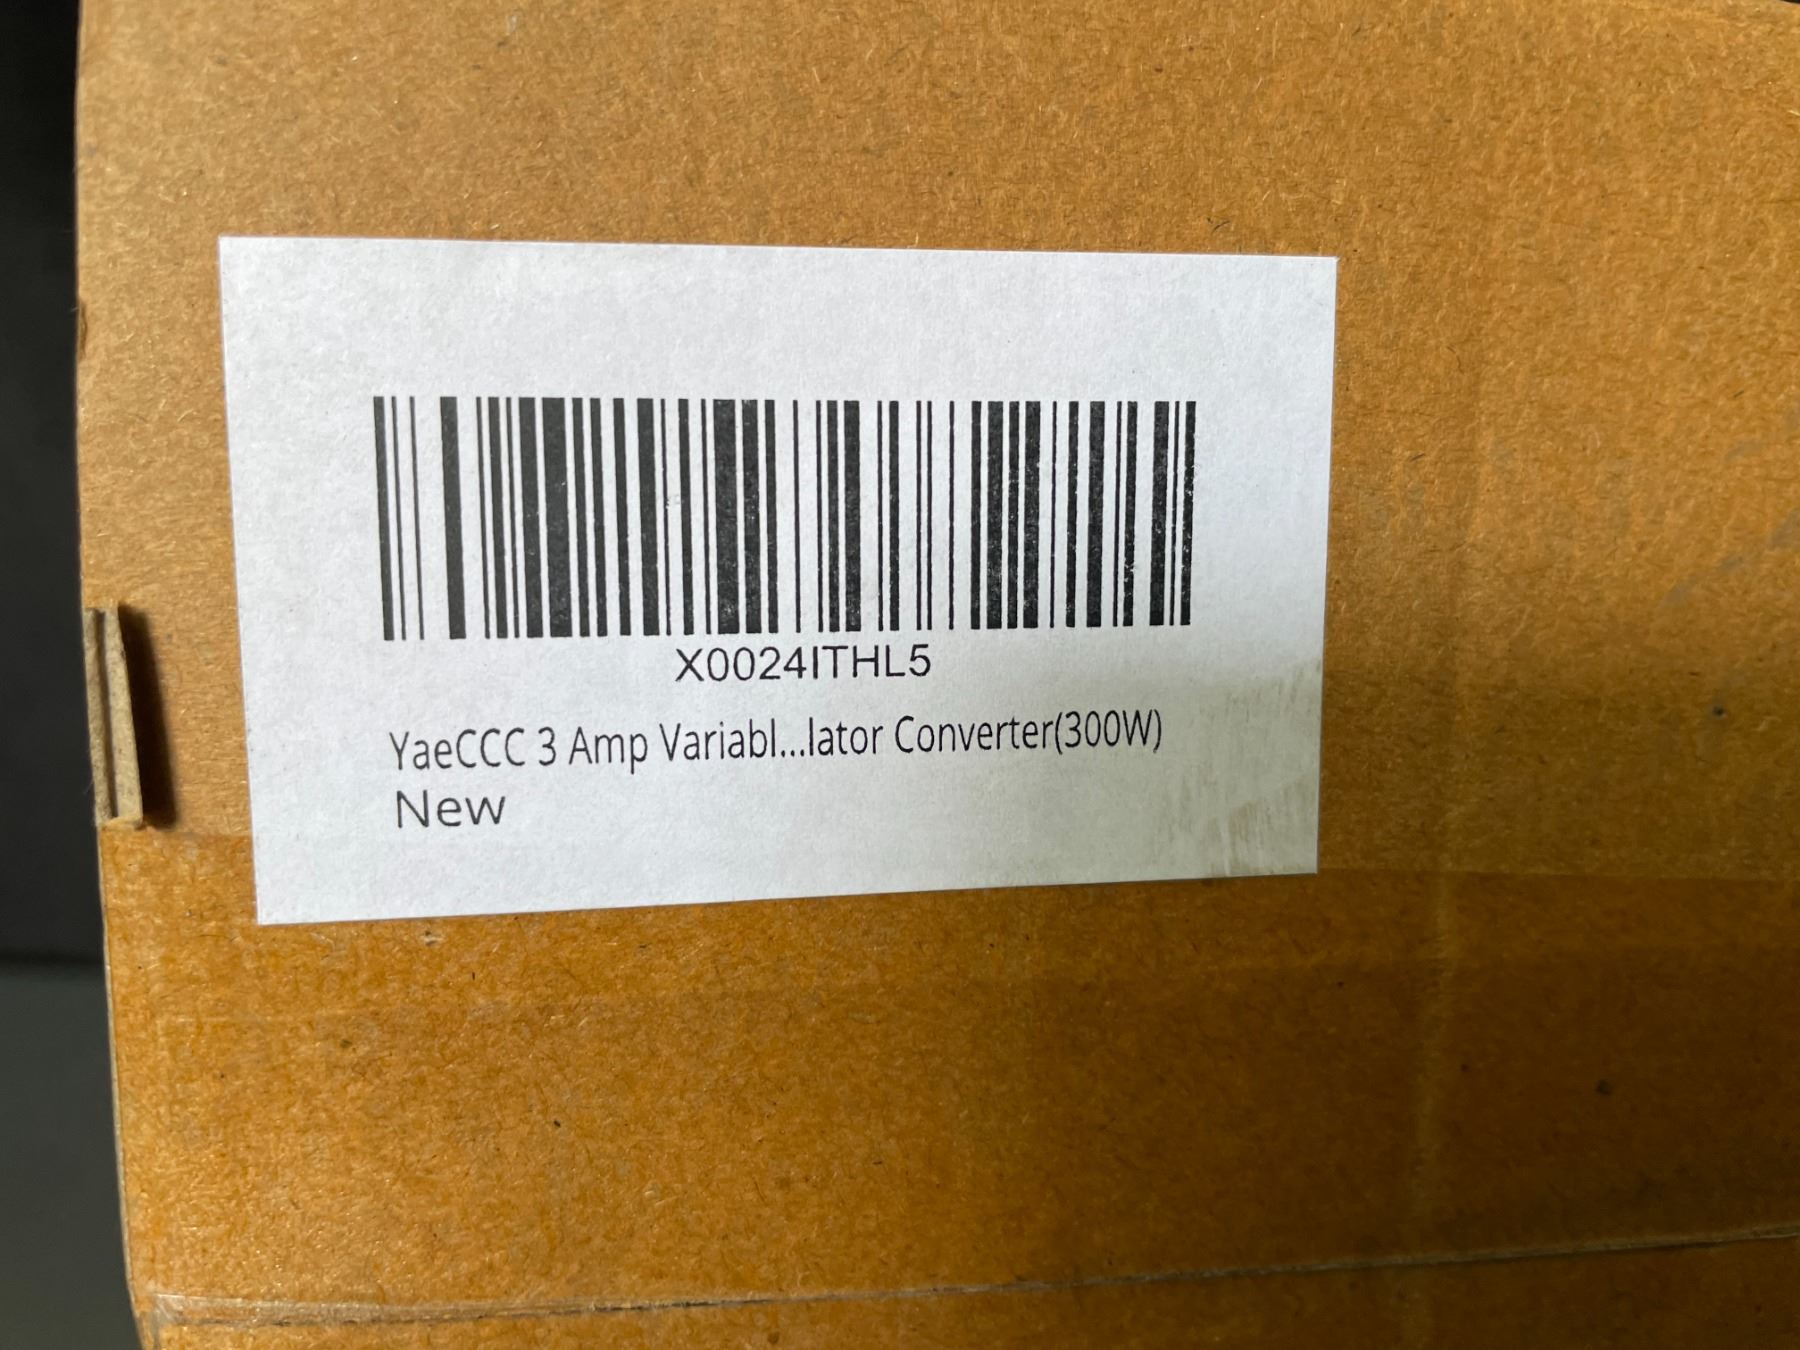 X0024ITHL5
YaeCCC 3 Amp Variabl...lator Converter(300W)
New